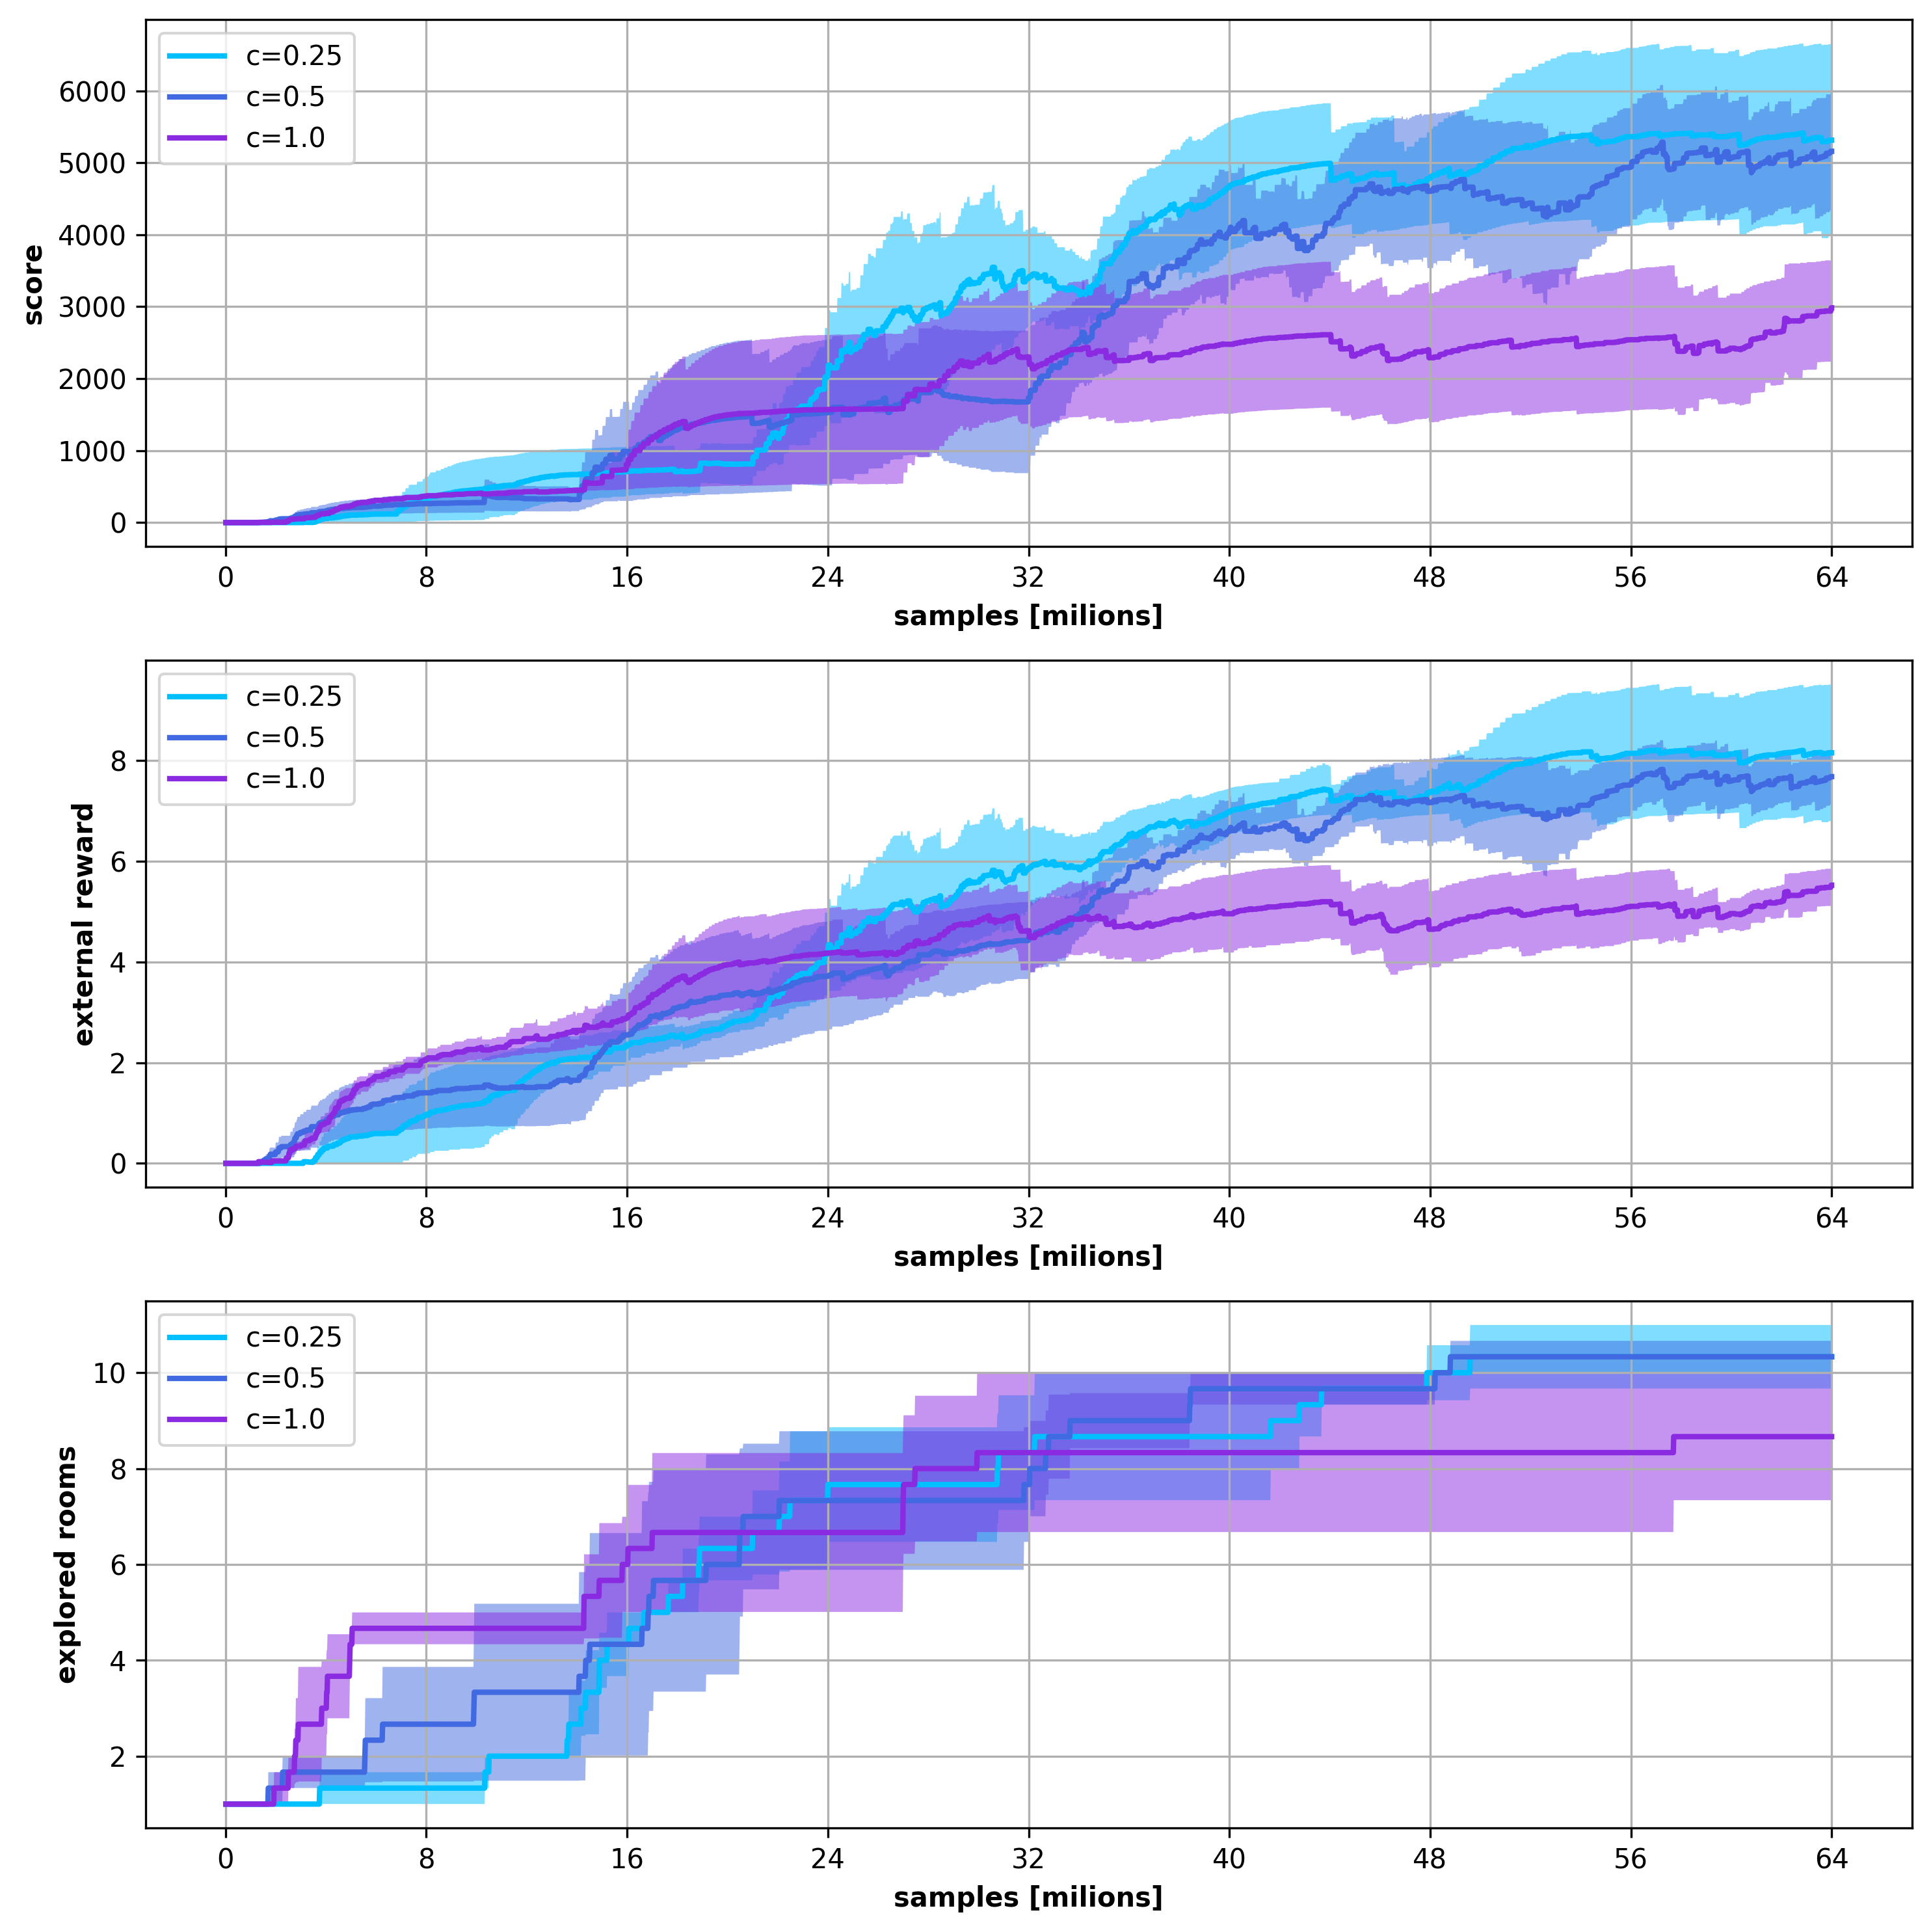 c=0.25
c=0.5
c=1.0
6000
5000
4000
3000
2000
1000
0
score
0 8 16 24 32 40 48 56 64
samples [milions]
c=0.25
c=0.5
c=1.0
8
6
4
2
0
external reward
0 8 16 24 32 40 48 56 64
samples [milions]
c=0.25
c=0.5
c=1.0
10
8
6
4
2
explored rooms
0 8 16 24 32 40 48 56 64
samples [milions]